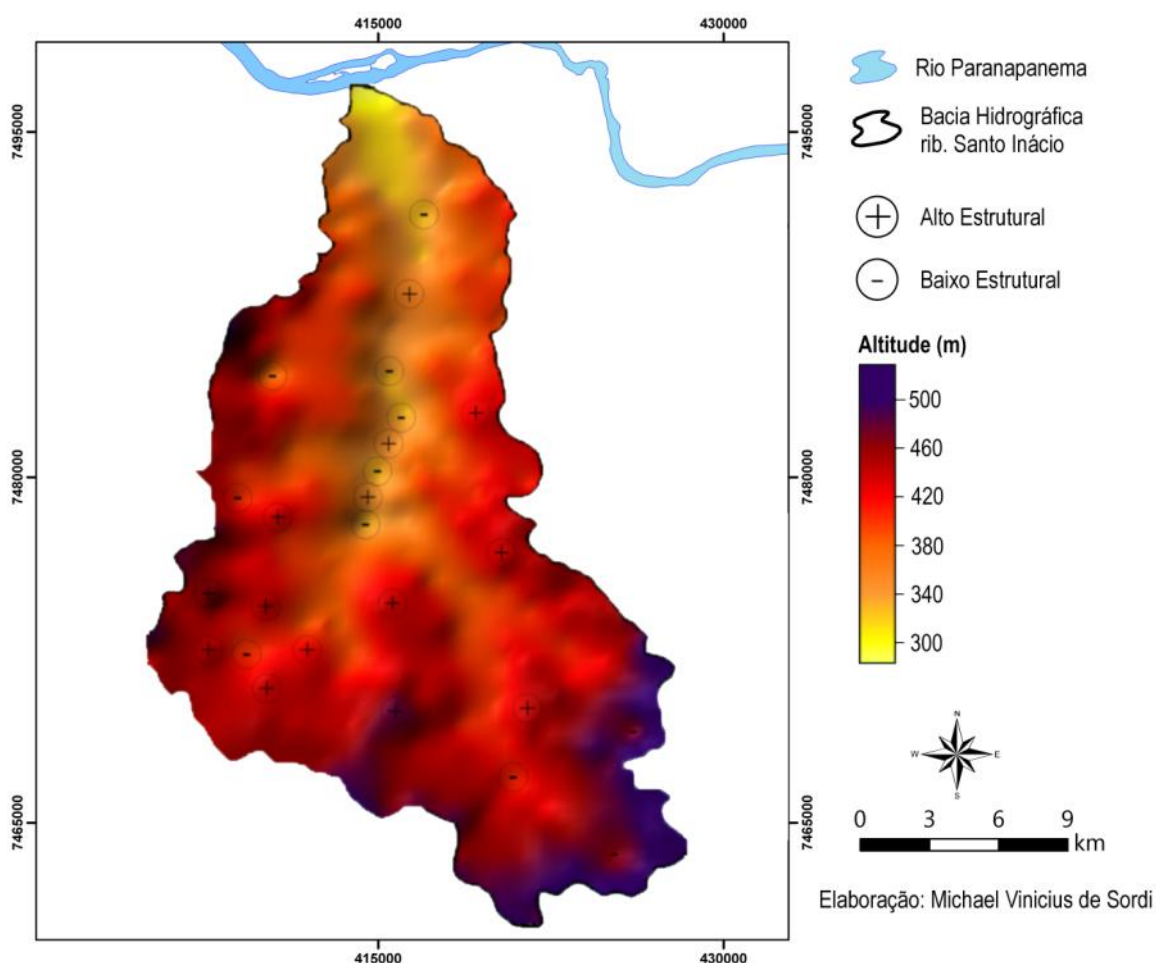 415000
430000
7495000
7495000
7480000
7480000
7465000
7465000
415000
430000
Rio Paranapanema
Bacia Hidrográfica
rib. Santo Inácio
+ Alto Estrutural
- Baixo Estrutural
Altitude (m)
500
460
420
380
340
300
N
W E
S
0 3 6 9
km
Elaboração: Michael Vinicius de Sordi